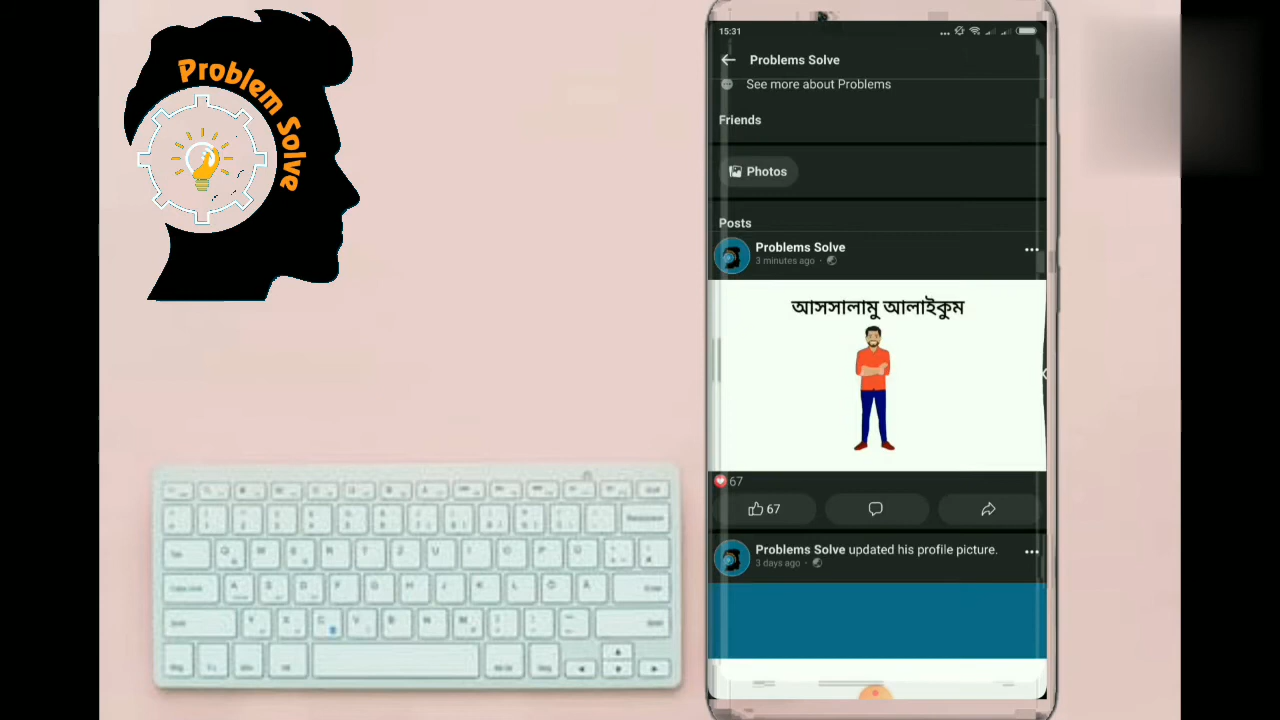 Problem Solve
15:31
Problems Solve
See more about Problems
Friends
Photos
Posts
Problems Solve
3 minutes ago ·
আসসালামু আলাইকুম
67
67
Problems Solve updated his profile picture.
3 days ago ·